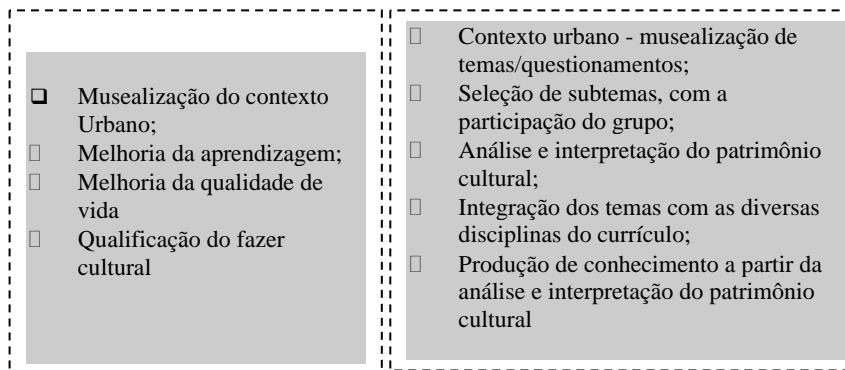 ❑ Musealização do contexto
Urbano;
Melhoria da aprendizagem;
Melhoria da qualidade de
vida
Qualificação do fazer
cultural
Contexto urbano - musealização de
temas/questionamentos;
Seleção de subtemas, com a
participação do grupo;
Análise e interpretação do patrimônio
cultural;
Integração dos temas com as diversas
disciplinas do currículo;
Produção de conhecimento a partir da
análise e interpretação do patrimônio
cultural